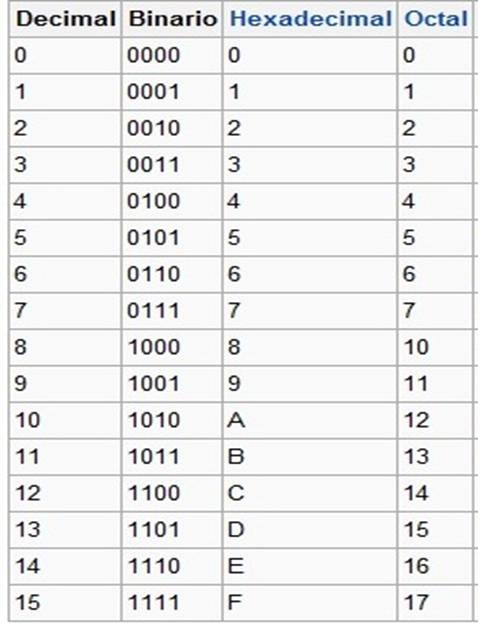 Decimal Binario Hexadecimal Octal
0 0000 0 0
1 0001 1 1
2 0010 2 2
3 0011 3 3
4 0100 4 4
5 0101 5 5
6 0110 6 6
7 0111 7 7
8 1000 8 10
9 1001 9 11
10 1010 A 12
11 1011 B 13
12 1100 C 14
13 1101 D 15
14 1110 E 16
15 1111 F 17